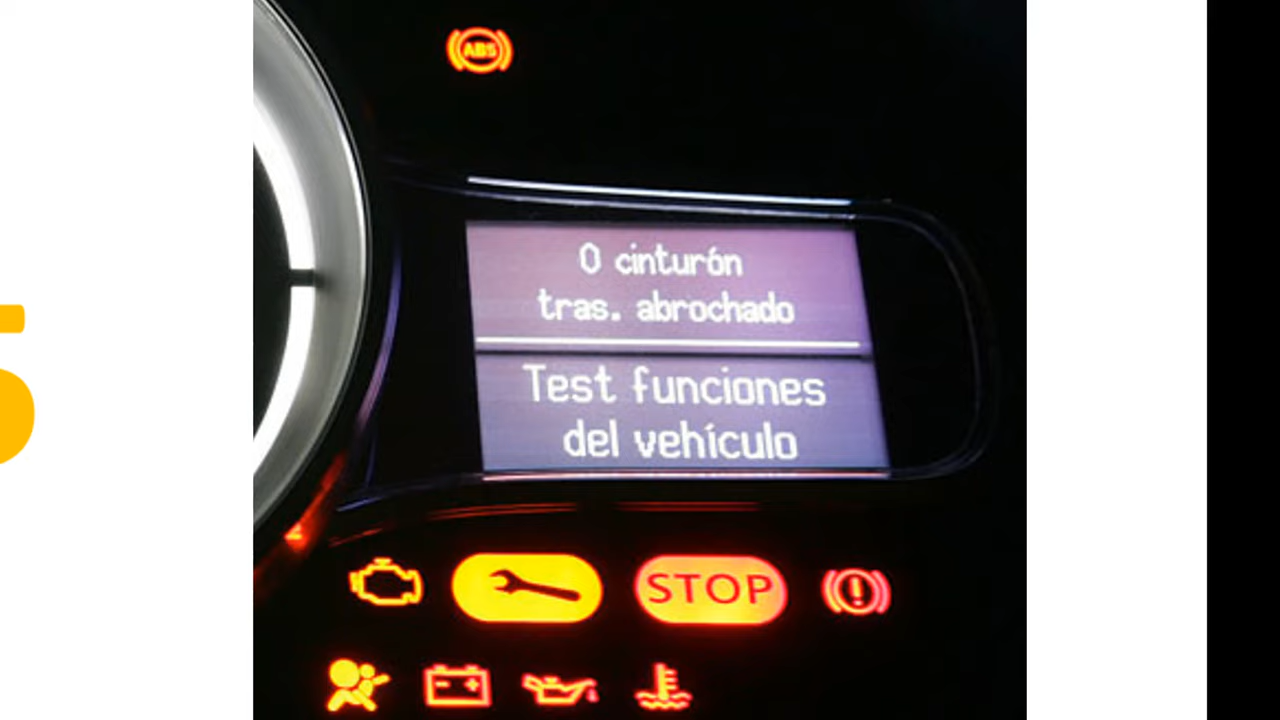 ABS
0 cinturón
tras. abrochado
Test funciones
del vehículo
STOP